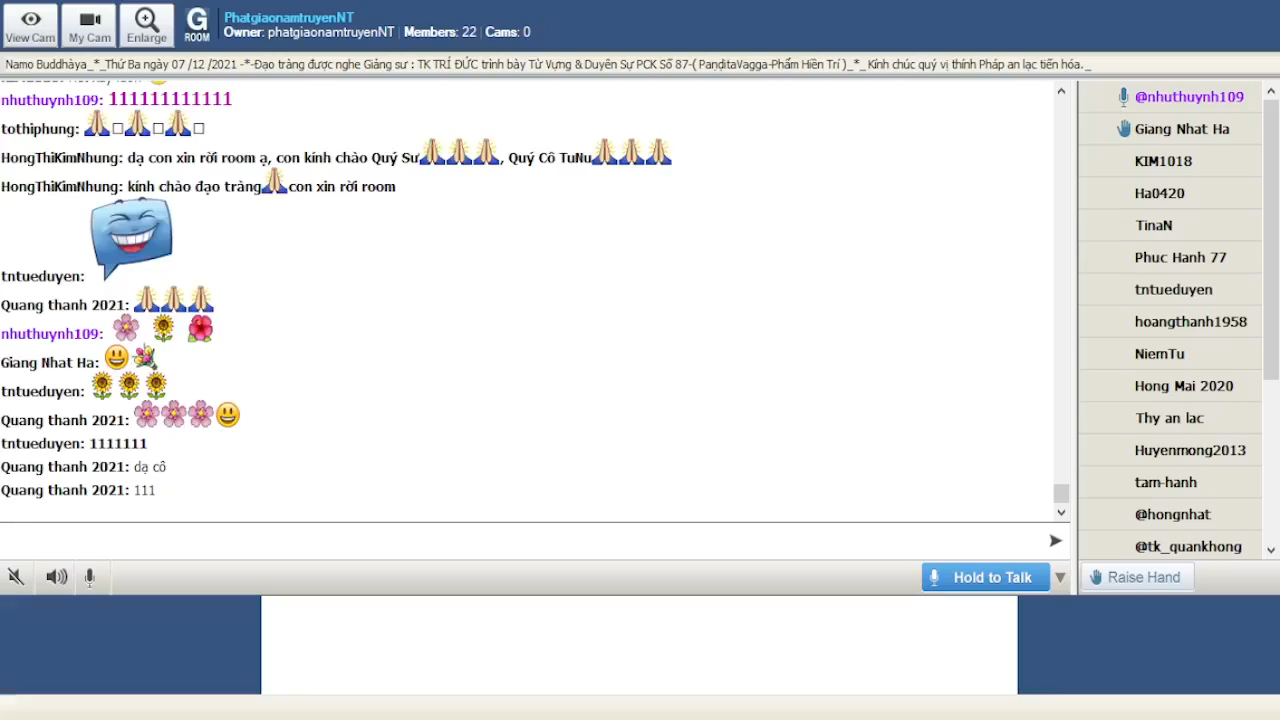 View Cam
My Cam
Enlarge
G
ROOM
PhatgiaonamtruyenNT
Owner: phatgiaonamtruyenNT | Members: 22 | Cams: 0
Namo Buddhàya_*_Thứ Ba ngày 07 /12 /2021 -*-Đạo tràng được nghe Giảng sư : TK TRÍ ĐỨC trình bày Từ Vựng & Duyên Sự PCK Số 87-( PaṇḍitaVagga-Phẩm Hiền Trí )_*_ Kính chúc quý vị thính Pháp an lạc tiến hóa._
nhuthuynh109: 111111111111
tothiphung: 🙏□🙏□🙏□
HongThiKimNhung: dạ con xin rời room ạ, con kính chào Quý Sư🙏🙏🙏, Quý Cô TuNu🙏🙏🙏
HongThiKimNhung: kính chào đạo tràng🙏con xin rời room
tntueduyen:
Quang thanh 2021: 🙏🙏🙏
nhuthuynh109: 🌸 🌻 🌺
Giang Nhat Ha: 😃💐
tntueduyen: 🌻🌻🌻
Quang thanh 2021: 🌸🌸🌸😃
tntueduyen: 1111111
Quang thanh 2021: dạ cô
Quang thanh 2021: 111
Hold to Talk
@nhuthuynh109
Giang Nhat Ha
KIM1018
Ha0420
TinaN
Phuc Hanh 77
tntueduyen
hoangthanh1958
NiemTu
Hong Mai 2020
Thy an lac
Huyenmong2013
tam-hanh
@hongnhat
@tk_quankhong
Raise Hand